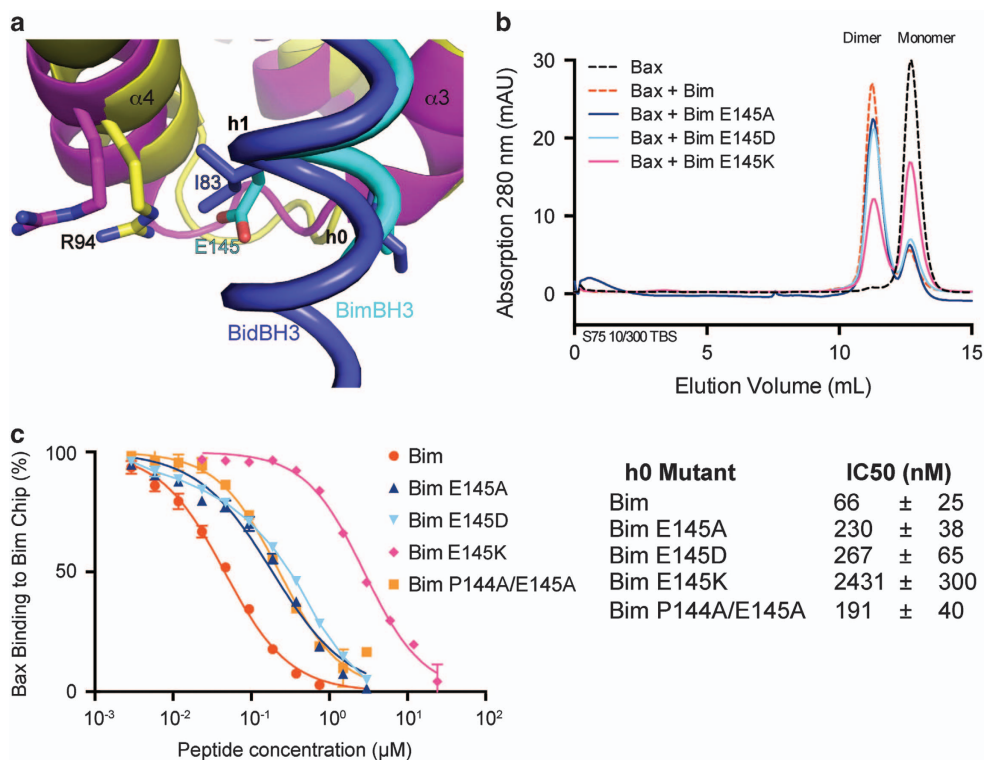 a
α4
α3
h1
I83
R94
E145
h0
BidBH3
BimBH3
b
Dimer
Monomer
Absorption 280 nm (mAU)
30
20
10
0
Bax
Bax + Bim
Bax + Bim E145A
Bax + Bim E145D
Bax + Bim E145K
S75 10/300 TBS
0
5
10
15
Elution Volume (mL)
c
Bax Binding to Bim Chip (%)
100
50
0
Bim
Bim E145A
Bim E145D
Bim E145K
Bim P144A/E145A
10⁻³
10⁻²
10⁻¹
10⁰
10¹
10²
Peptide concentration (µM)
h0 Mutant IC50 (nM)
Bim 66 ± 25
Bim E145A 230 ± 38
Bim E145D 267 ± 65
Bim E145K 2431 ± 300
Bim P144A/E145A 191 ± 40